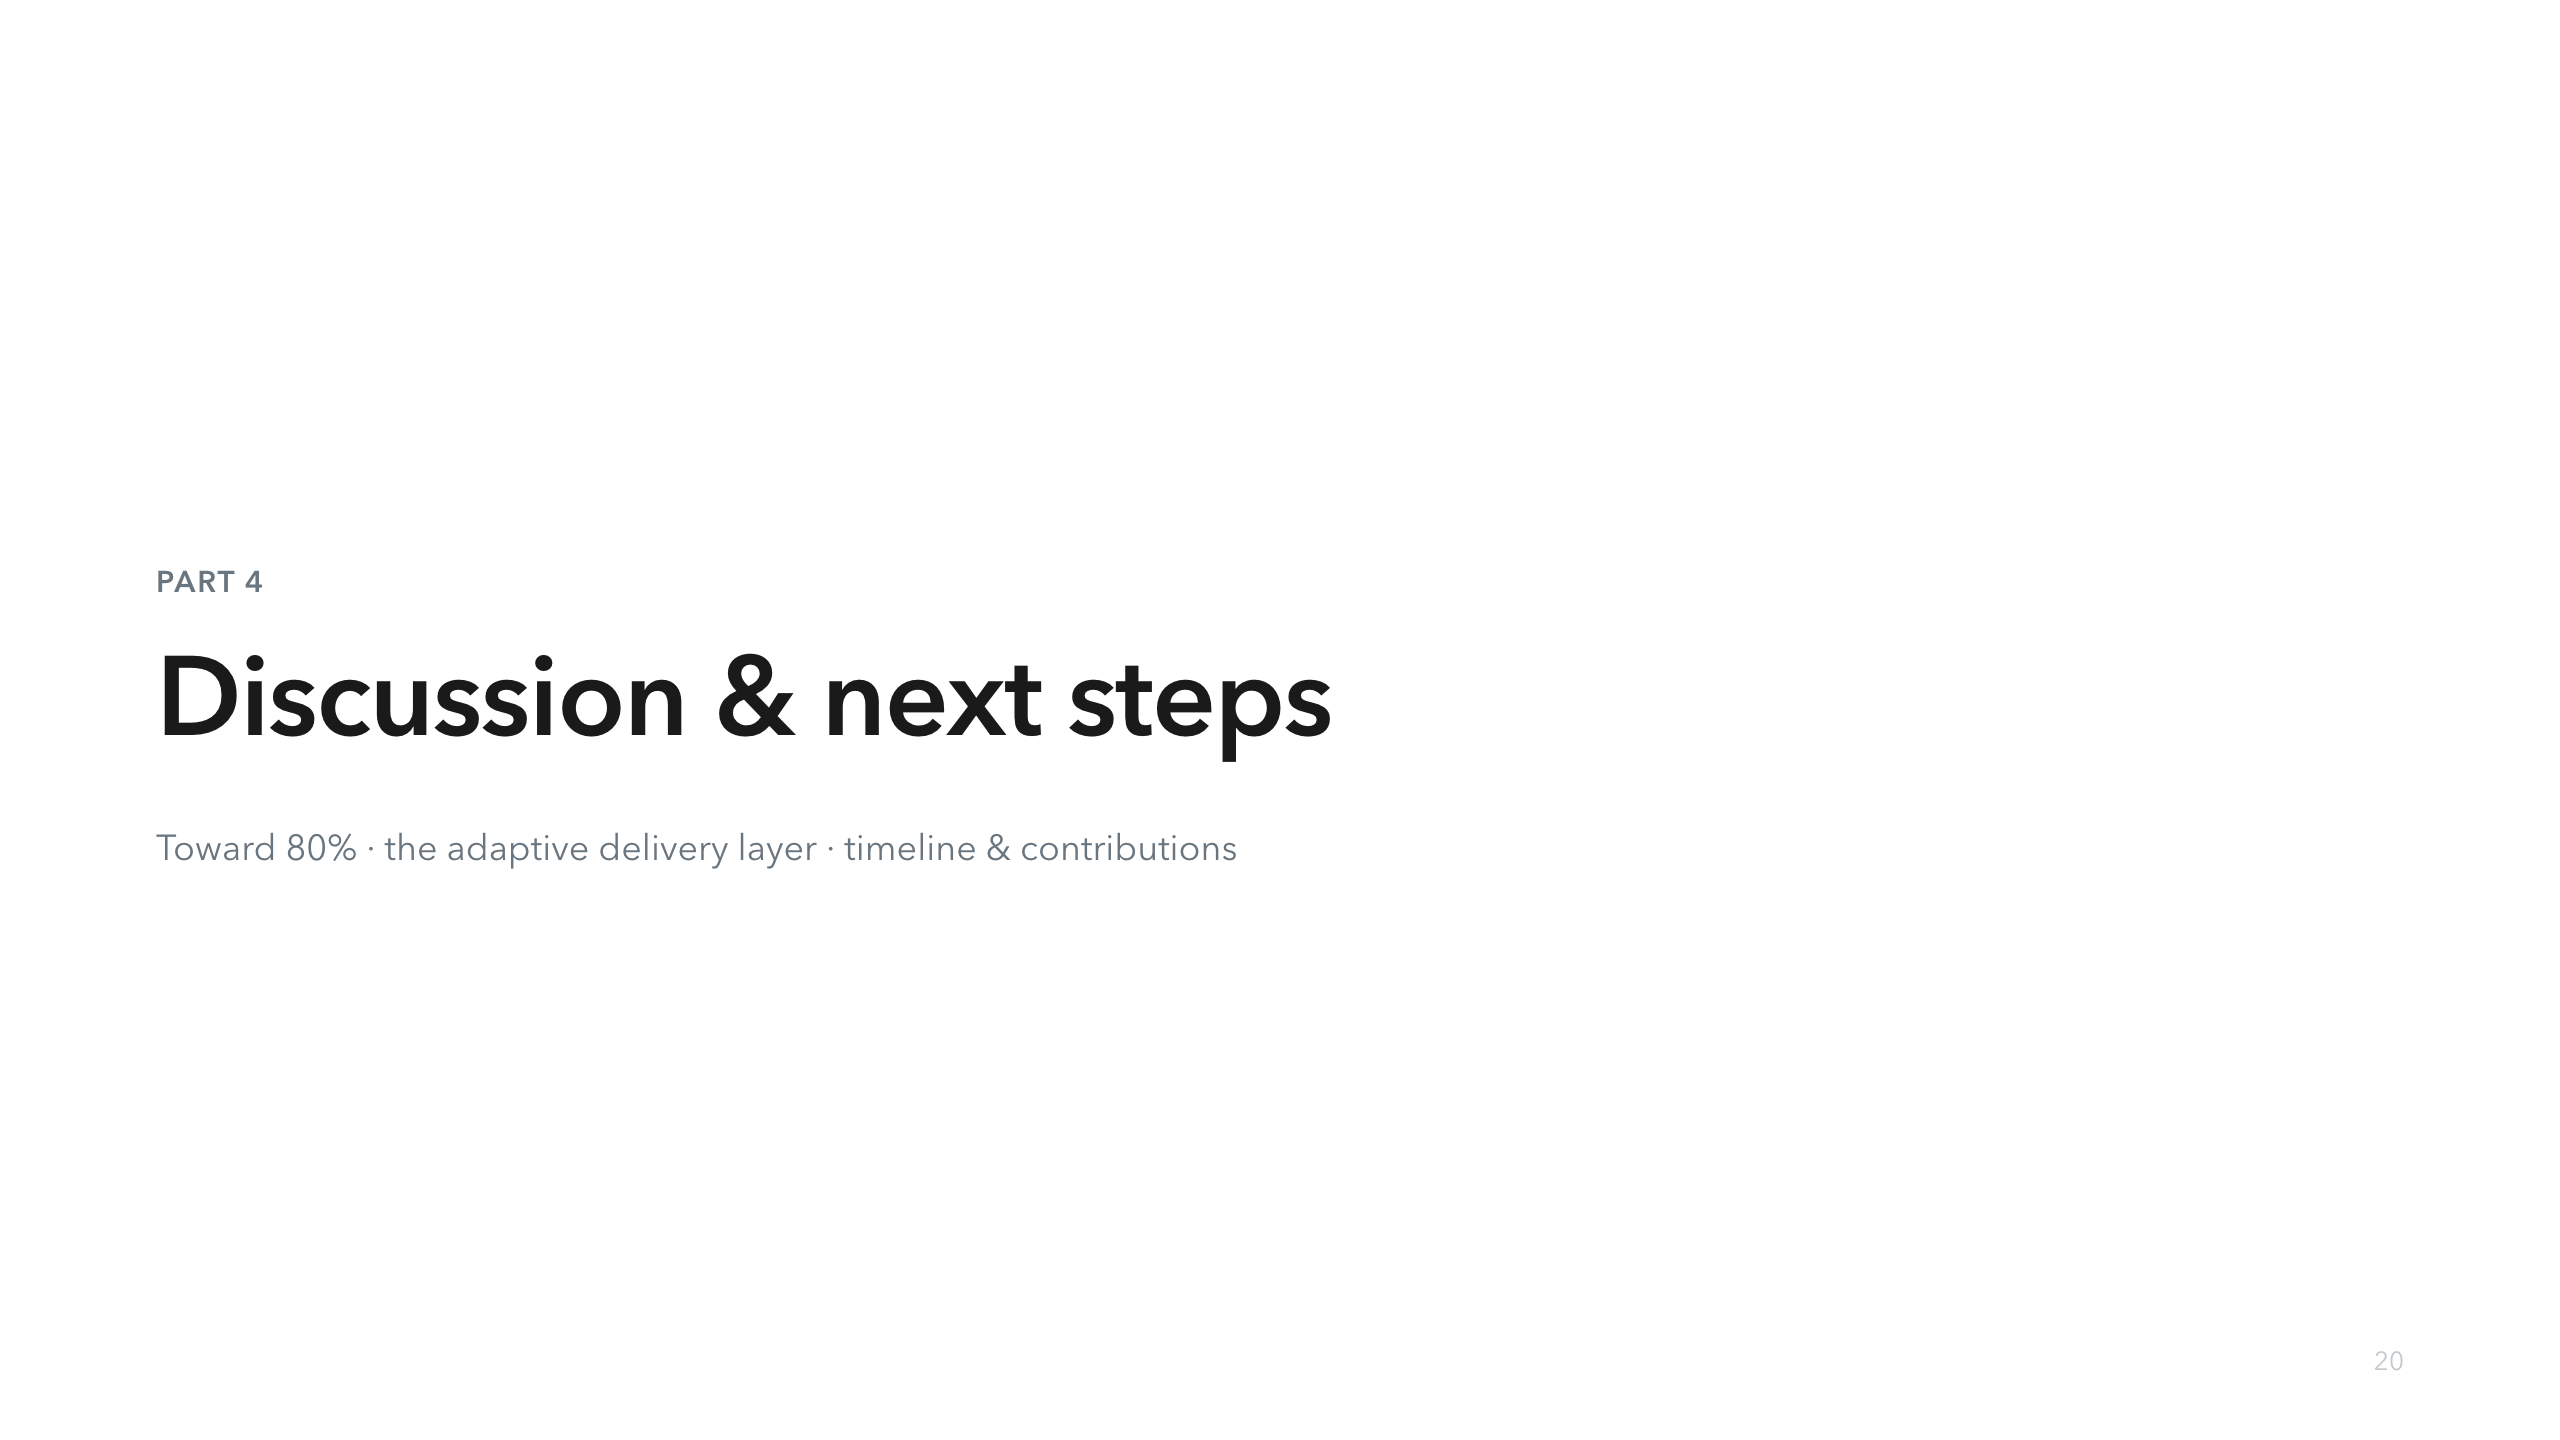 PART 4
Discussion & next steps
Toward 80% · the adaptive delivery layer · timeline & contributions
20